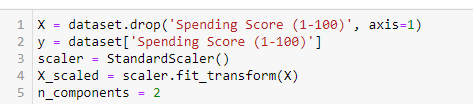 1 X = dataset.drop('Spending Score (1-100)', axis=1)
2 y = dataset['Spending Score (1-100)']
3 scaler = StandardScaler()
4 X_scaled = scaler.fit_transform(X)
5 n_components = 2